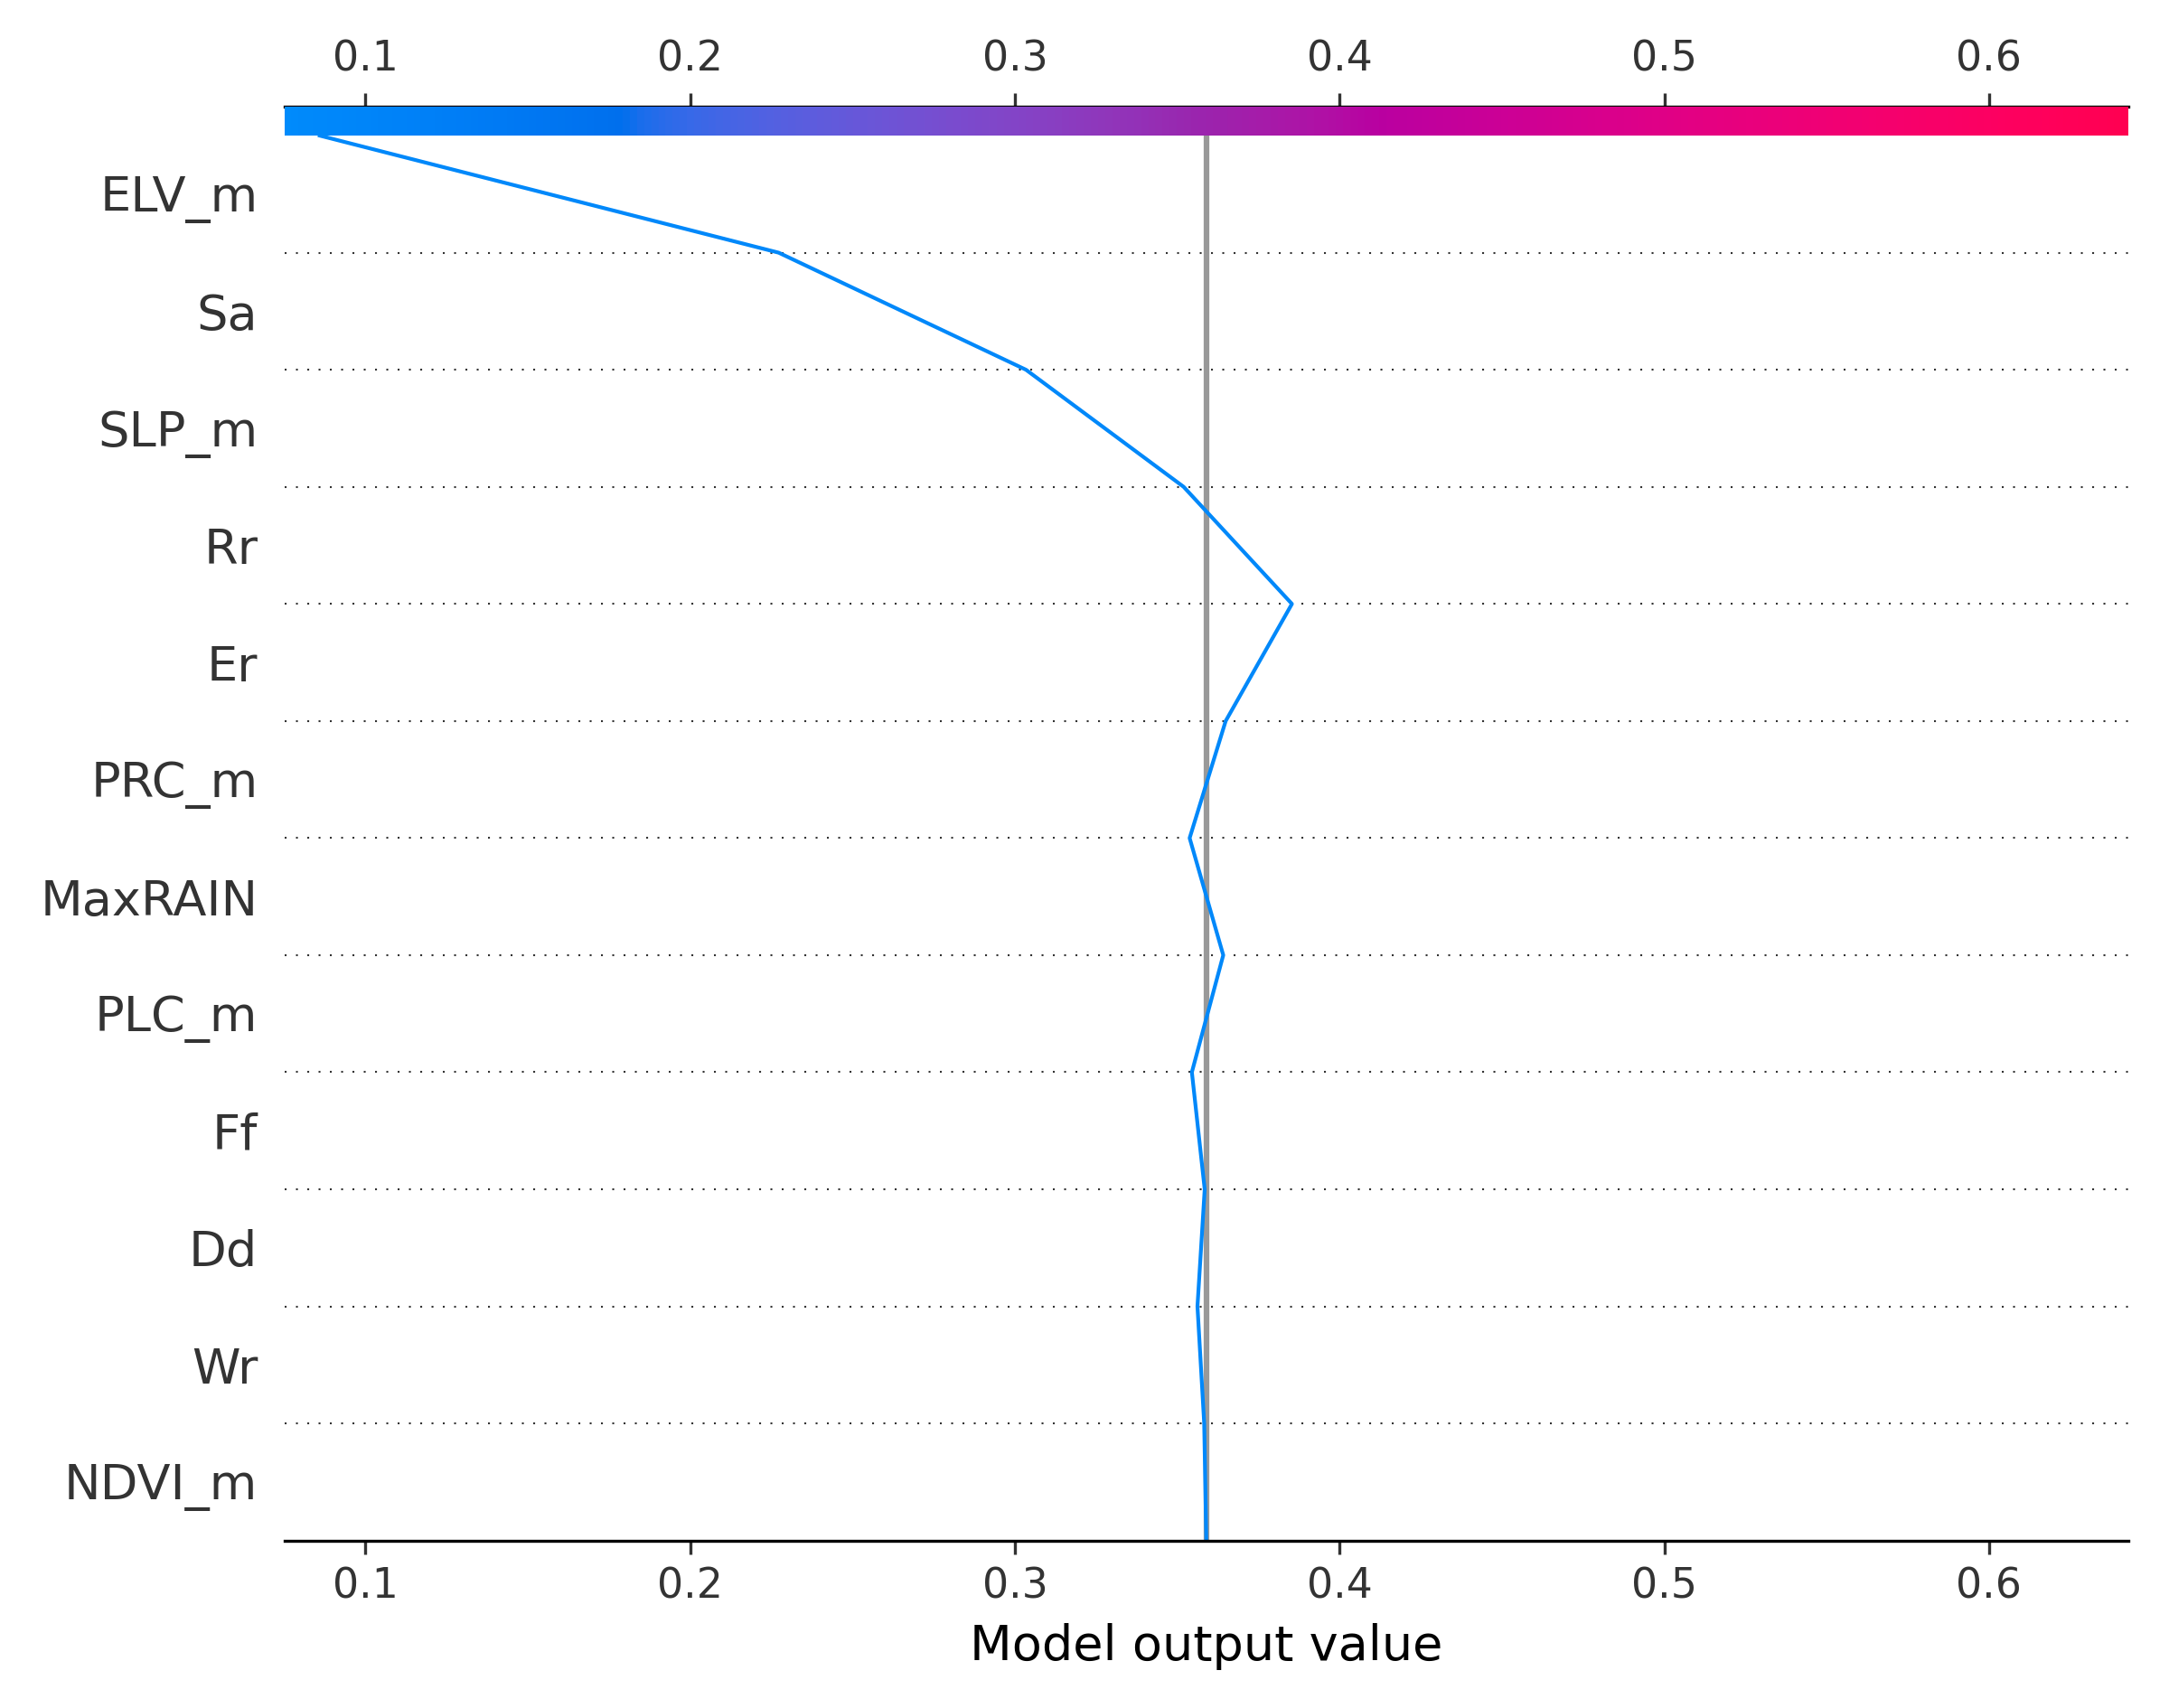 0.1 0.2 0.3 0.4 0.5 0.6
ELV_m
Sa
SLP_m
Rr
Er
PRC_m
MaxRAIN
PLC_m
Ff
Dd
Wr
NDVI_m
0.1 0.2 0.3 0.4 0.5 0.6
Model output value